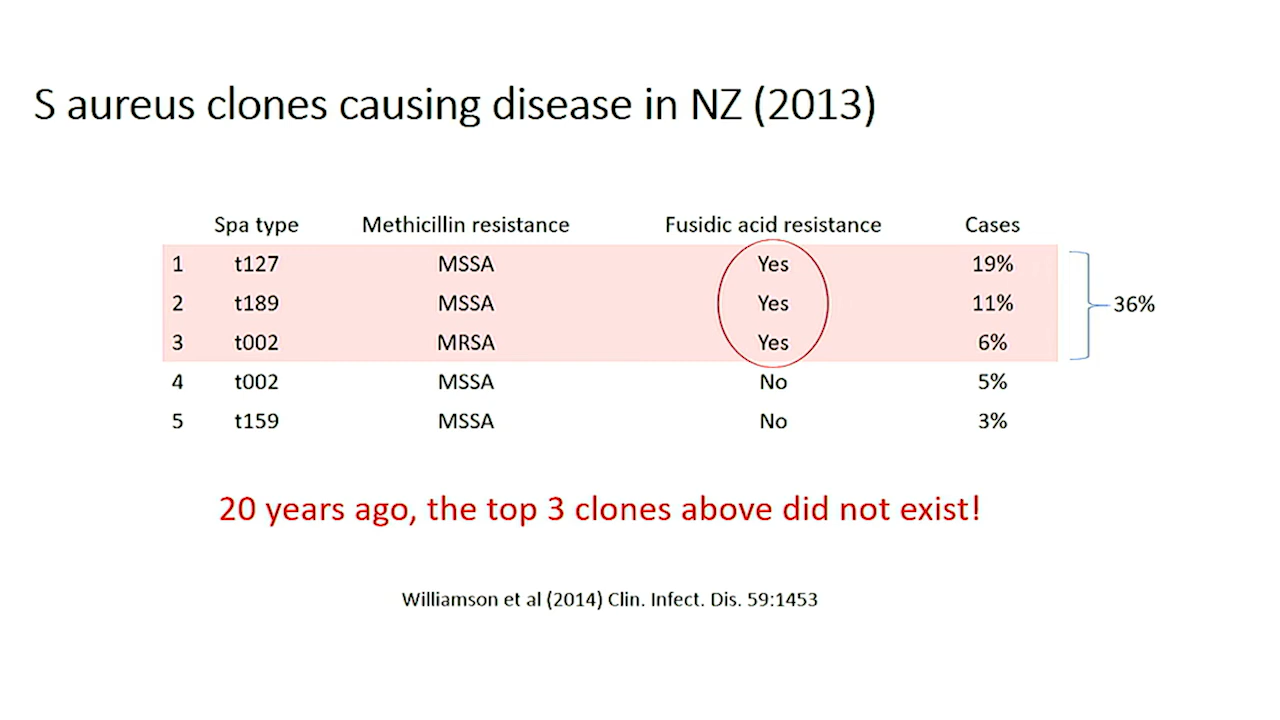 S aureus clones causing disease in NZ (2013)
Spa type Methicillin resistance Fusidic acid resistance Cases
1 t127 MSSA Yes 19%
2 t189 MSSA Yes 11% 36%
3 t002 MRSA Yes 6%
4 t002 MSSA No 5%
5 t159 MSSA No 3%
20 years ago, the top 3 clones above did not exist!
Williamson et al (2014) Clin. Infect. Dis. 59:1453